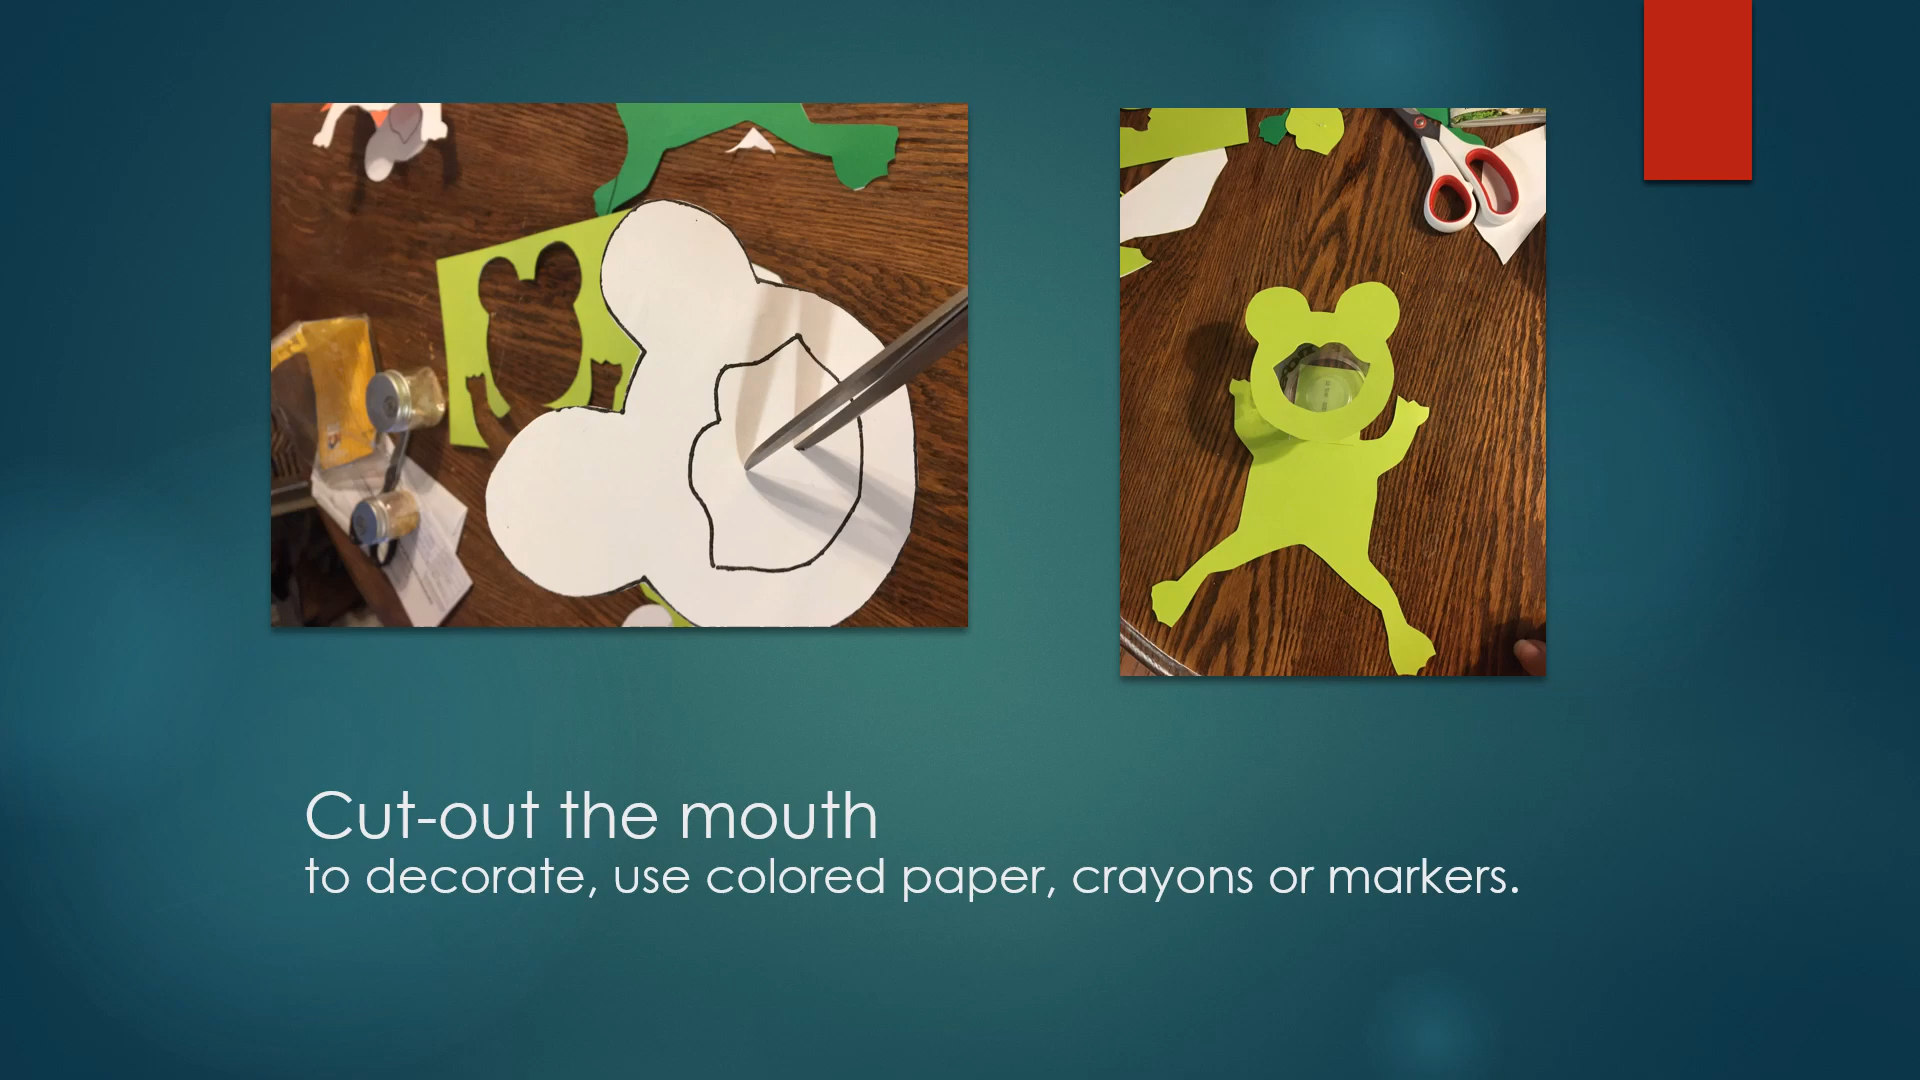 Cut-out the mouth
to decorate, use colored paper, crayons or markers.